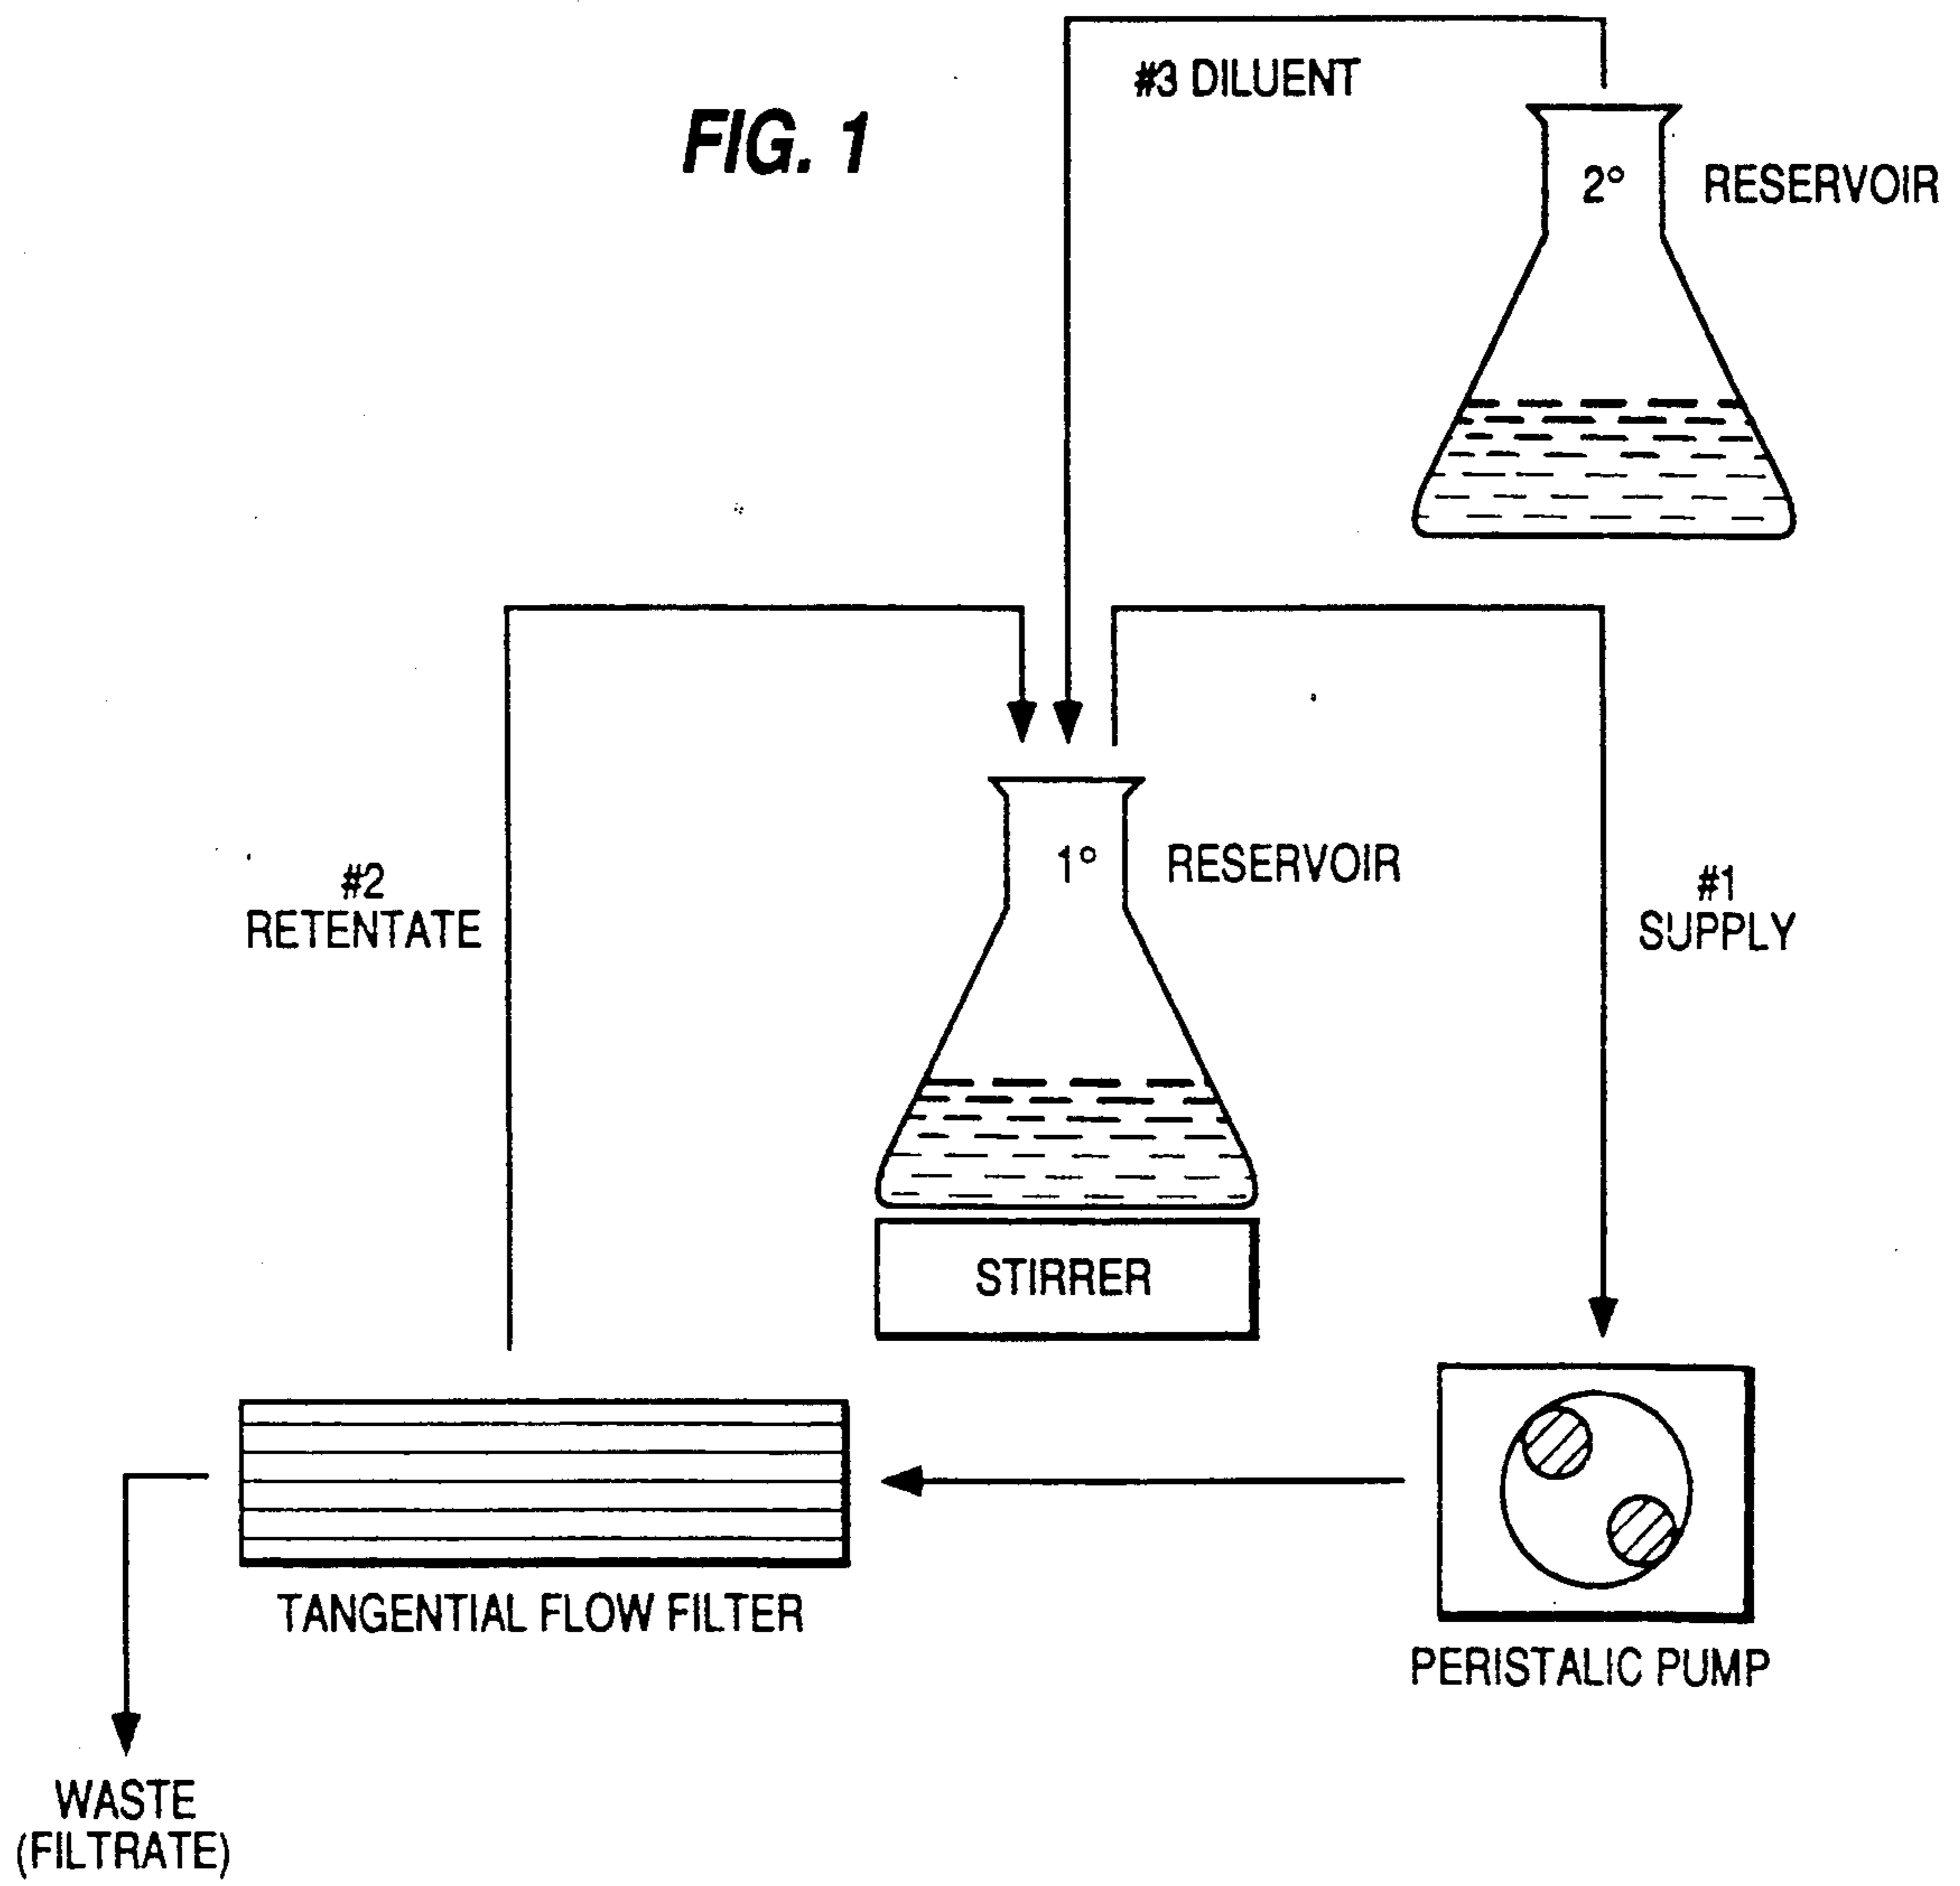 #3 DILUENT
FIG. 1
2° RESERVOIR
1° RESERVOIR
#2
RETENTATE
#1
SUPPLY
STIRRER
TANGENTIAL FLOW FILTER
PERISTALIC PUMP
WASTE
(FILTRATE)